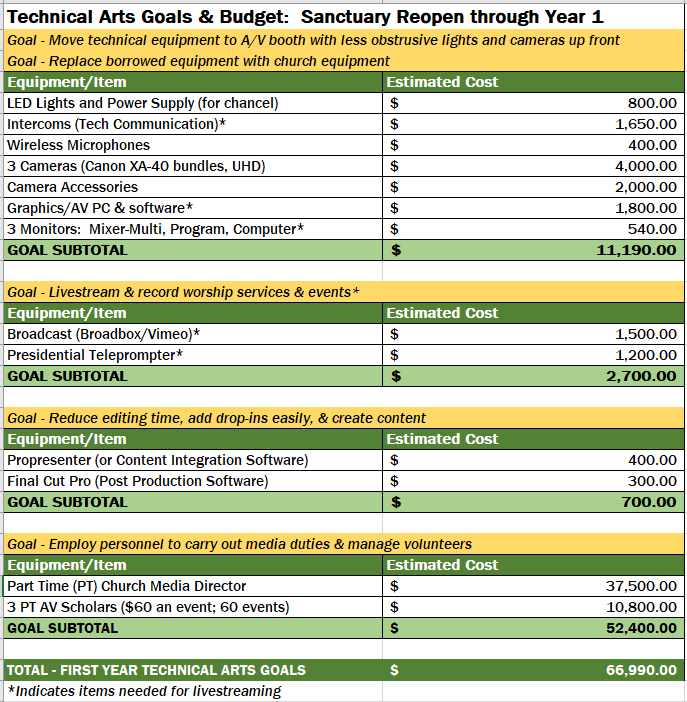 Technical Arts Goals & Budget:  Sanctuary Reopen through Year 1
Goal - Move technical equipment to A/V booth with less obstrusive lights and cameras up front
Goal - Replace borrowed equipment with church equipment
Equipment/Item Estimated Cost
LED Lights and Power Supply (for chancel) $ 800.00
Intercoms (Tech Communication)* $ 1,650.00
Wireless Microphones $ 400.00
3 Cameras (Canon XA-40 bundles, UHD) $ 4,000.00
Camera Accessories $ 2,000.00
Graphics/AV PC & software* $ 1,800.00
3 Monitors:  Mixer-Multi, Program, Computer* $ 540.00
GOAL SUBTOTAL $ 11,190.00
Goal - Livestream & record worship services & events*
Equipment/Item Estimated Cost
Broadcast (Broadbox/Vimeo)* $ 1,500.00
Presidential Teleprompter* $ 1,200.00
GOAL SUBTOTAL $ 2,700.00
Goal - Reduce editing time, add drop-ins easily, & create content
Equipment/Item Estimated Cost
Propresenter (or Content Integration Software) $ 400.00
Final Cut Pro (Post Production Software) $ 300.00
GOAL SUBTOTAL $ 700.00
Goal - Employ personnel to carry out media duties & manage volunteers
Equipment/Item Estimated Cost
Part Time (PT) Church Media Director $ 37,500.00
3 PT AV Scholars ($60 an event; 60 events) $ 10,800.00
GOAL SUBTOTAL $ 52,400.00
TOTAL - FIRST YEAR TECHNICAL ARTS GOALS $ 66,990.00
*Indicates items needed for livestreaming